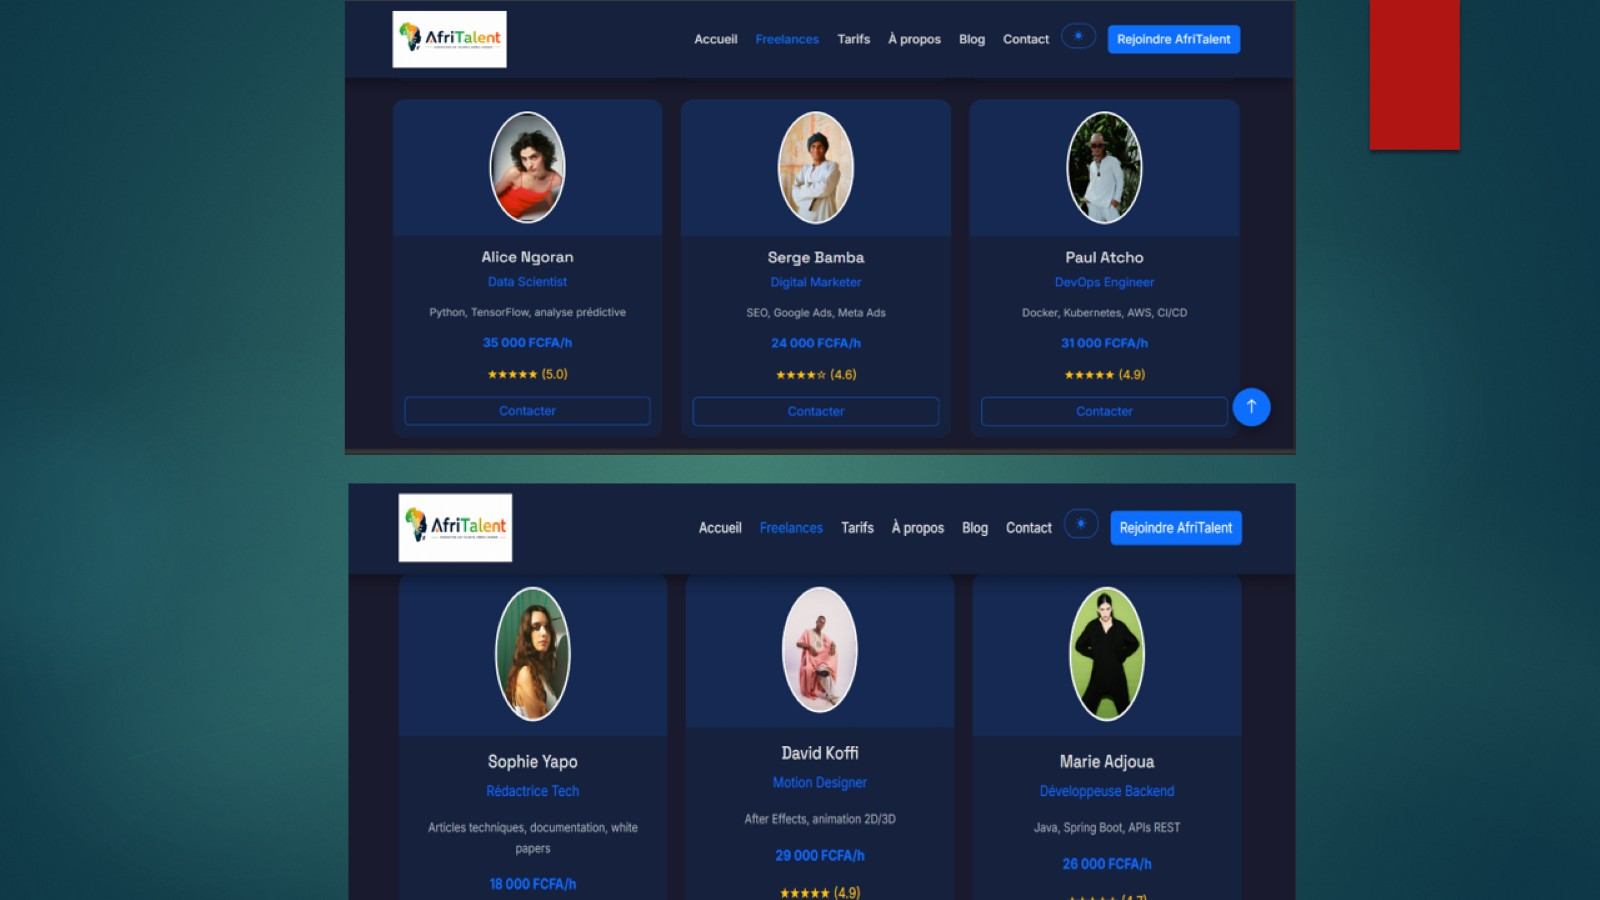 AfriTalent
Accueil Freelances Tarifs À propos Blog Contact Rejoindre AfriTalent
Alice Ngoran
Data Scientist
Python, TensorFlow, analyse prédictive
35 000 FCFA/h
★★★★★ (5.0)
Contacter
Serge Bamba
Digital Marketer
SEO, Google Ads, Meta Ads
24 000 FCFA/h
★★★★☆ (4.6)
Contacter
Paul Atcho
DevOps Engineer
Docker, Kubernetes, AWS, CI/CD
31 000 FCFA/h
★★★★★ (4.9)
Contacter
AfriTalent
Accueil Freelances Tarifs À propos Blog Contact Rejoindre AfriTalent
Sophie Yapo
Rédactrice Tech
Articles techniques, documentation, white
papers
18 000 FCFA/h
David Koffi
Motion Designer
After Effects, animation 2D/3D
29 000 FCFA/h
★★★★★ (4.9)
Marie Adjoua
Développeuse Backend
Java, Spring Boot, APIs REST
26 000 FCFA/h